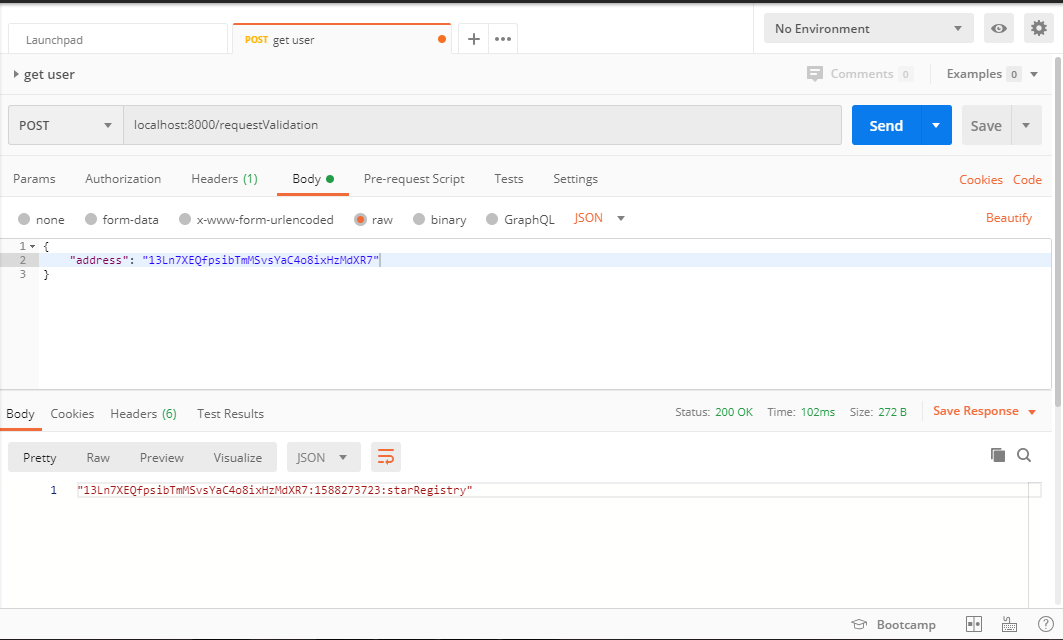 Launchpad
POST get user
No Environment
get user
Comments 0
Examples 0
POST
localhost:8000/requestValidation
Send
Save
Params Authorization Headers (1) Body Pre-request Script Tests Settings
Cookies Code
none form-data x-www-form-urlencoded raw binary GraphQL JSON
Beautify
1 {
2 "address": "13Ln7XEQfpsibTmMSvsYaC4o8ixHzMdXR7"
3 }
Body Cookies Headers (6) Test Results
Status: 200 OK Time: 102ms Size: 272 B
Save Response
Pretty Raw Preview Visualize JSON
1 "13Ln7XEQfpsibTmMSvsYaC4o8ixHzMdXR7:1588273723:starRegistry"
Bootcamp